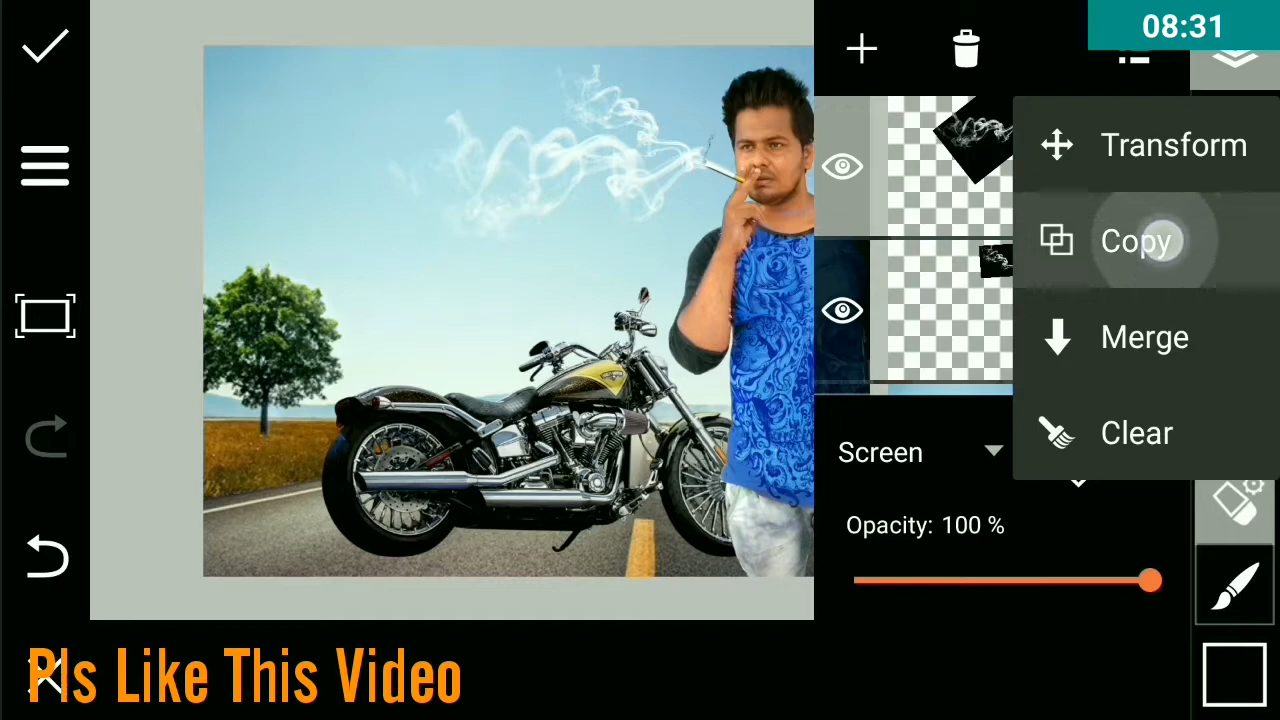 08:31
Transform
Copy
Merge
Clear
Screen
Opacity: 100 %
Pls Like This Video